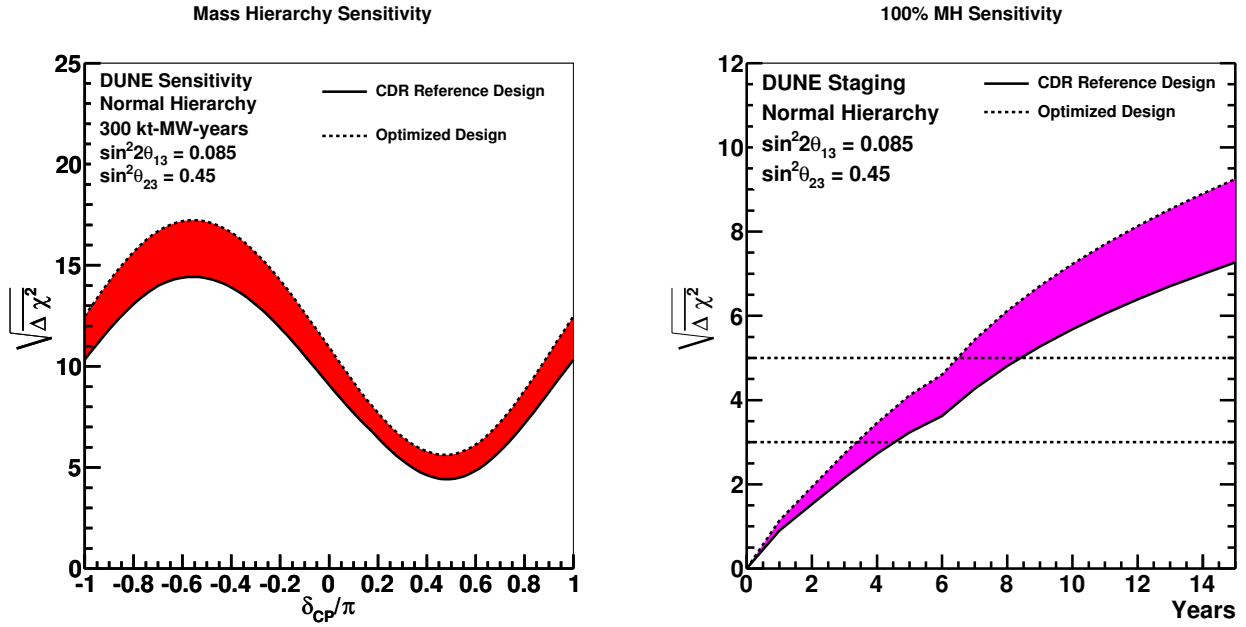 Mass Hierarchy Sensitivity
DUNE Sensitivity
Normal Hierarchy
300 kt-MW-years
sin²2θ₁₃ = 0.085
sin²θ₂₃ = 0.45
CDR Reference Design
Optimized Design
25
20
15
10
5
0
√Δχ²
-1 -0.8 -0.6 -0.4 -0.2 0 0.2 0.4 0.6 0.8 1
δCP/π
100% MH Sensitivity
DUNE Staging
Normal Hierarchy
sin²2θ₁₃ = 0.085
sin²θ₂₃ = 0.45
CDR Reference Design
Optimized Design
12
10
8
6
4
2
0
√Δχ²
0 2 4 6 8 10 12 14
Years